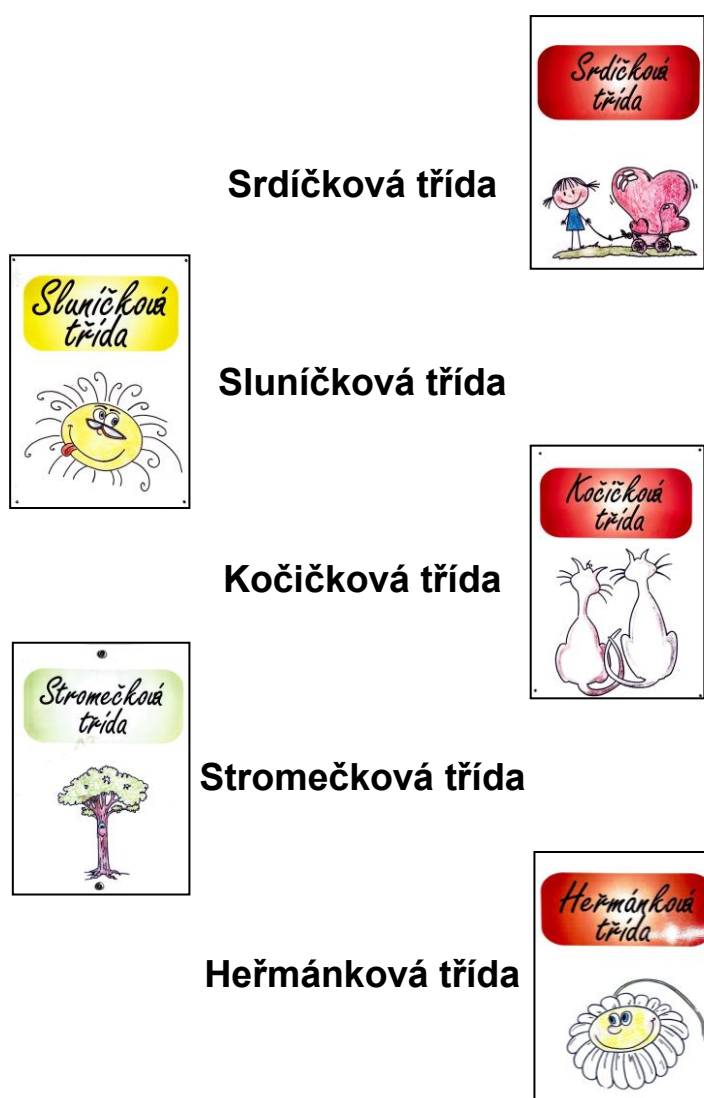 Srdíčková
třída
Srdíčková třída
Sluníčková
třída
Sluníčková třída
Kočičková
třída
Kočičková třída
Stromečková
třída
Stromečková třída
Heřmánková
třída
Heřmánková třída